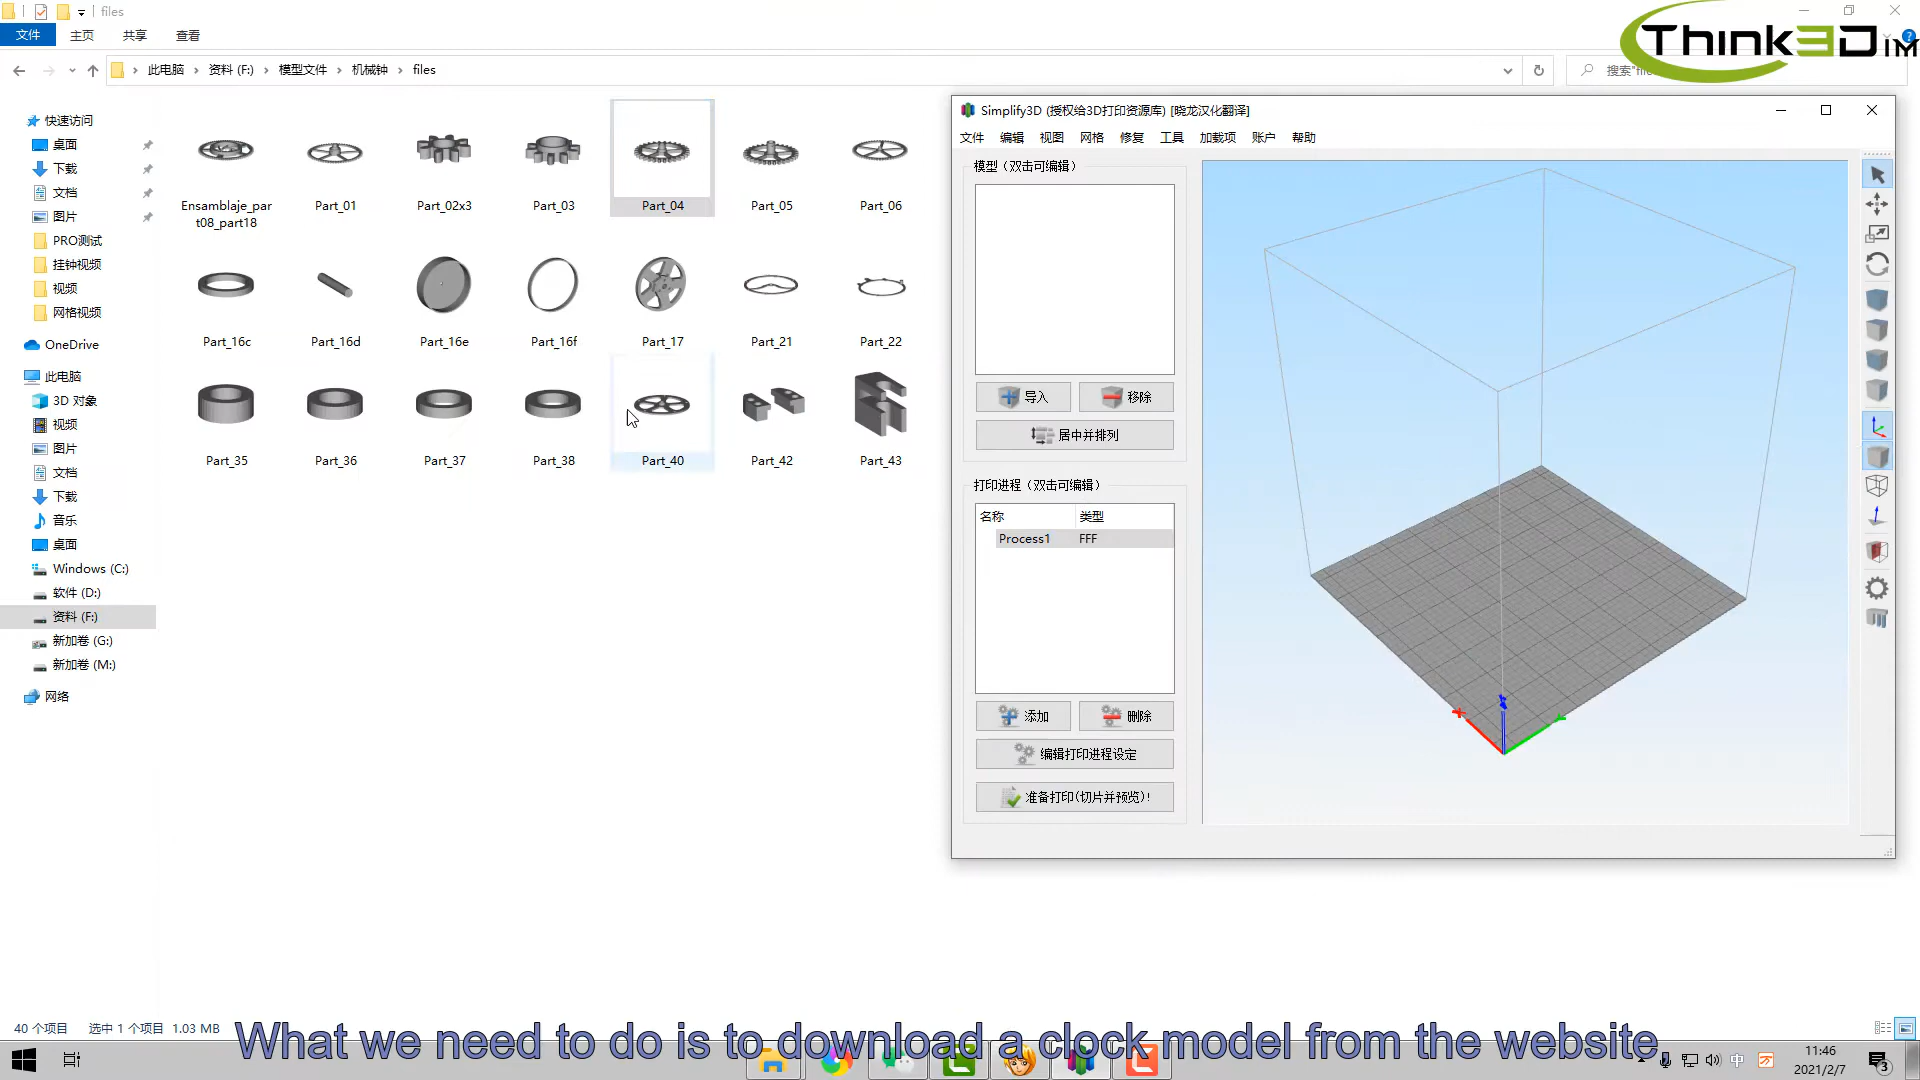 files
文件 主页 共享 查看
此电脑 资料 (F:) 模型文件 机械钟 files
Think3DIM
?
快速访问
桌面
下载
文档
图片
PRO测试
挂钟视频
视频
网格视频
OneDrive
此电脑
3D 对象
视频
图片
文档
下载
音乐
桌面
Windows (C:)
软件 (D:)
资料 (F:)
新加卷 (G:)
新加卷 (M:)
网络
Ensamblaje_par
t08_part18
Part_01 Part_02x3 Part_03 Part_04 Part_05 Part_06
Part_16c Part_16d Part_16e Part_16f Part_17 Part_21 Part_22
Part_35 Part_36 Part_37 Part_38 Part_40 Part_42 Part_43
Simplify3D (授权给3D打印资源库) [晓龙汉化翻译]
文件 编辑 视图 网格 修复 工具 加载项 账户 帮助
模型（双击可编辑）
导入 移除
居中并排列
打印进程（双击可编辑）
名称 类型
Process1 FFF
添加 删除
编辑打印进程设定
准备打印(切片并预览)!
40 个项目 选中 1 个项目 1.03 MB
What we need to do is to download a clock model from the website
中
11:46
2021/2/7
3